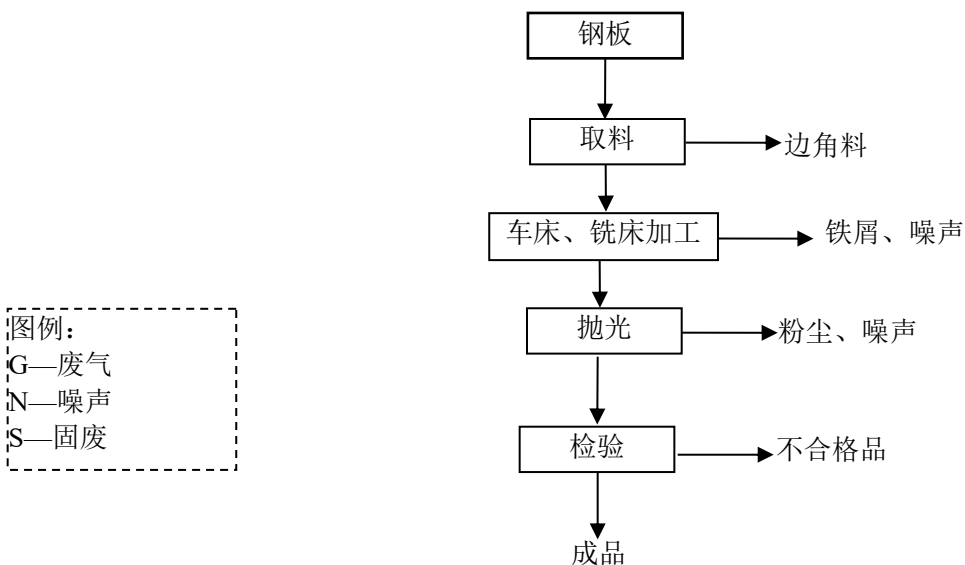 钢板
取料
边角料
车床、铣床加工
铁屑、噪声
抛光
粉尘、噪声
检验
不合格品
成品
图例：
G—废气
N—噪声
S—固废